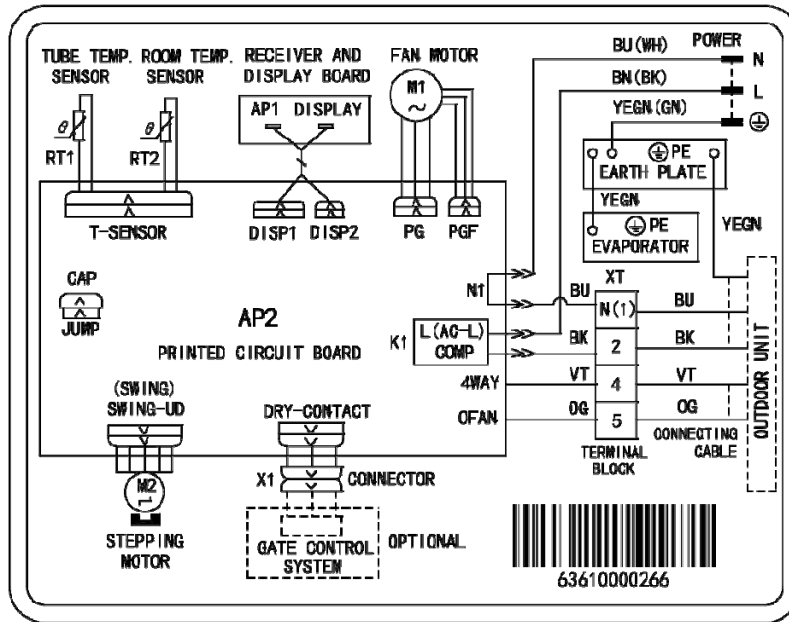 TUBE TEMP. SENSOR
ROOM TEMP. SENSOR
RECEIVER AND DISPLAY BOARD
FAN MOTOR
POWER
BU(WH)
N
BN(BK)
L
YEGN(GN)
M1
AP1 DISPLAY
θ
RT1
θ
RT2
PE
EARTH PLATE
YEGN
PE
EVAPORATOR
YEGN
T-SENSOR
DISP1
DISP2
PG
PGF
CAP
JUMP
AP2
PRINTED CIRCUIT BOARD
N1
BU
XT
N(1)
BU
K1
L(AC-L)
COMP
BK
2
BK
4WAY
VT
4
VT
OFAN
OG
5
OG
OUTDOOR UNIT
TERMINAL BLOCK
CONNECTING CABLE
(SWING)
SWING-UD
DRY-CONTACT
M2
STEPPING MOTOR
X1
CONNECTOR
GATE CONTROL SYSTEM
OPTIONAL
63610000266